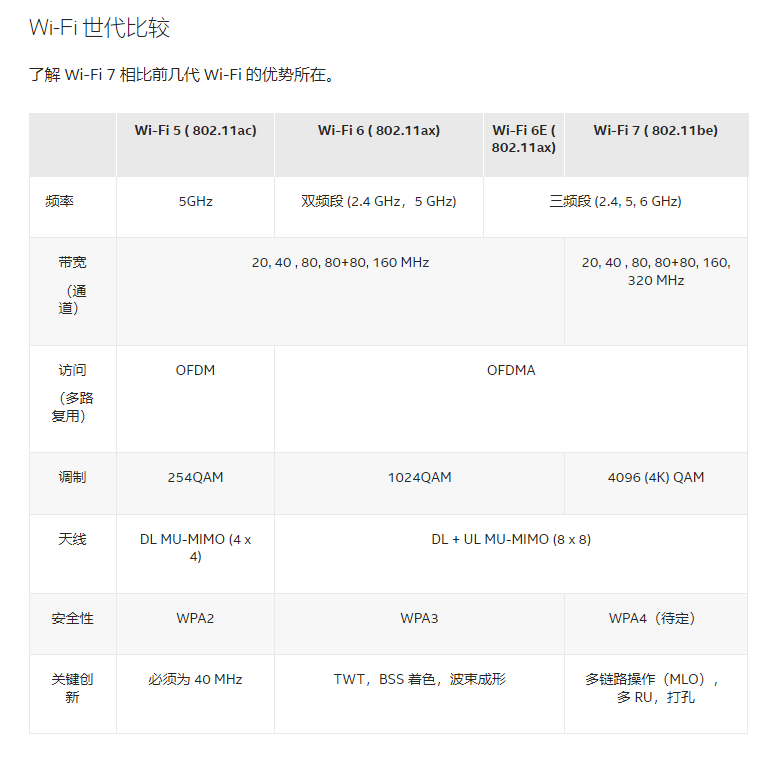 Wi-Fi 世代比较
了解 Wi-Fi 7 相比前几代 Wi-Fi 的优势所在。
Wi-Fi 5 ( 802.11ac)
Wi-Fi 6 ( 802.11ax)
Wi-Fi 6E (
802.11ax)
Wi-Fi 7 ( 802.11be)
频率
5GHz
双频段 (2.4 GHz，5 GHz)
三频段 (2.4, 5, 6 GHz)
带宽
（通
道）
20, 40 , 80, 80+80, 160 MHz
20, 40 , 80, 80+80, 160,
320 MHz
访问
（多路
复用）
OFDM
OFDMA
调制
254QAM
1024QAM
4096 (4K) QAM
天线
DL MU-MIMO (4 x
4)
DL + UL MU-MIMO (8 x 8)
安全性
WPA2
WPA3
WPA4（待定）
关键创
新
必须为 40 MHz
TWT，BSS 着色，波束成形
多链路操作（MLO），
多 RU，打孔